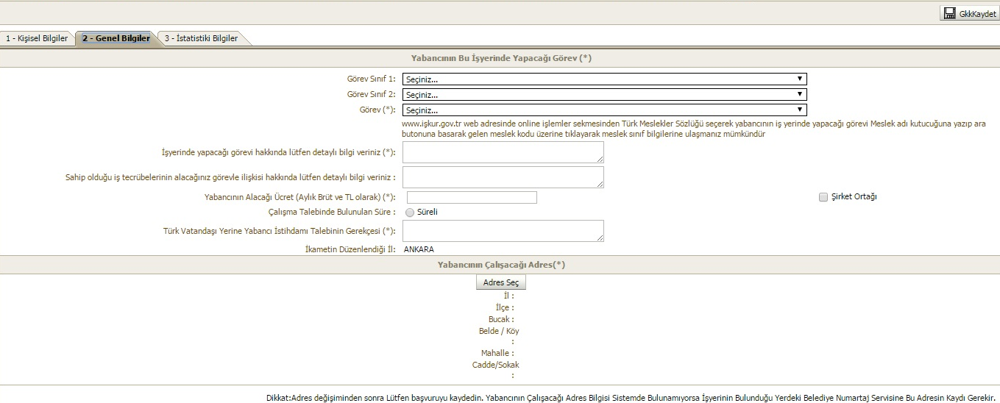 GkkKaydet
1 - Kişisel Bilgiler 2 - Genel Bilgiler 3 - İstatistiki Bilgiler
Yabancının Bu İşyerinde Yapacağı Görev (*)
Görev Sınıf 1: Seçiniz...
Görev Sınıf 2: Seçiniz...
Görev (*): Seçiniz...
www.işkur.gov.tr web adresinde online işlemler sekmesinden Türk Meslekler Sözlüğü seçerek yabancının iş yerinde yapacağı görevi Meslek adı kutucuğuna yazıp ara
butonuna basarak gelen meslek kodu üzerine tıklayarak meslek sınıf bilgilerine ulaşmanız mümkündür
İşyerinde yapacağı görevi hakkında lütfen detaylı bilgi veriniz (*):
Sahip olduğu iş tecrübelerinin alacağınız görevle ilişkisi hakkında lütfen detaylı bilgi veriniz :
Yabancının Alacağı Ücret (Aylık Brüt ve TL olarak) (*): Şirket Ortağı
Çalışma Talebinde Bulunulan Süre : Süreli
Türk Vatandaşı Yerine Yabancı İstihdamı Talebinin Gerekçesi (*):
İkametin Düzenlendiği İl: ANKARA
Yabancının Çalışacağı Adres(*)
Adres Seç
İl :
İlçe :
Bucak :
Belde / Köy
:
Mahalle :
Cadde/Sokak
:
Dikkat:Adres değişiminden sonra Lütfen başvuruyu kaydedin. Yabancının Çalışacağı Adres Bilgisi Sistemde Bulunamıyorsa İşyerinin Bulunduğu Yerdeki Belediye Numartaj Servisine Bu Adresin Kaydı Gerekir.